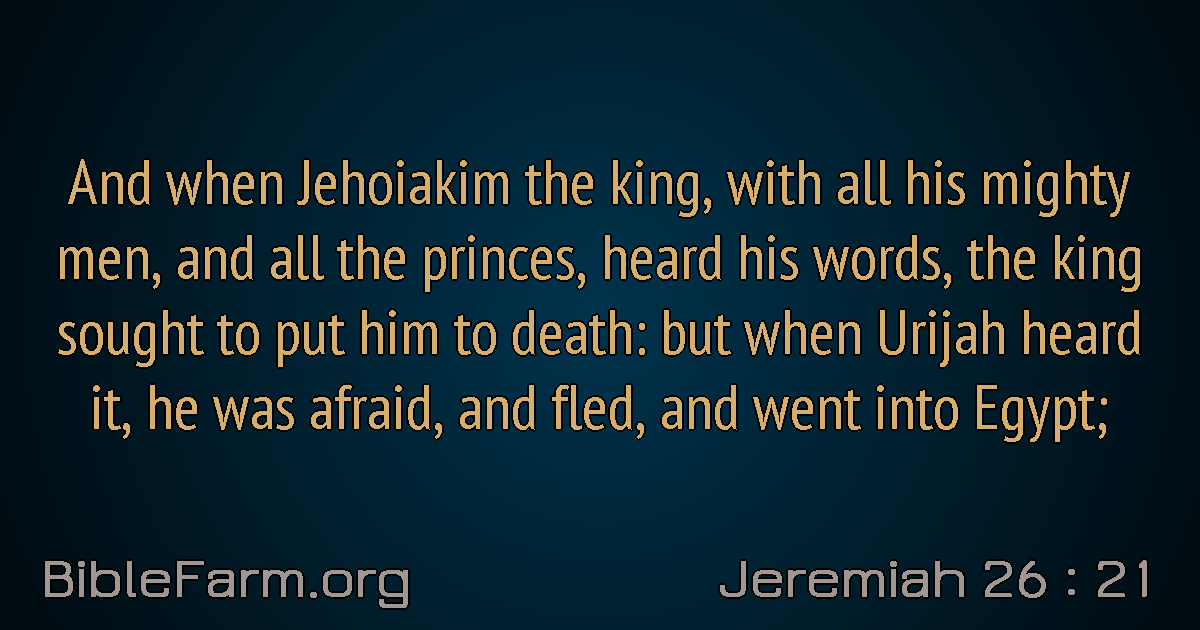 And when Jehoiakim the king, with all his mighty
men, and all the princes, heard his words, the king
sought to put him to death: but when Urijah heard
it, he was afraid, and fled, and went into Egypt;
BibleFarm.org
Jeremiah 26 : 21